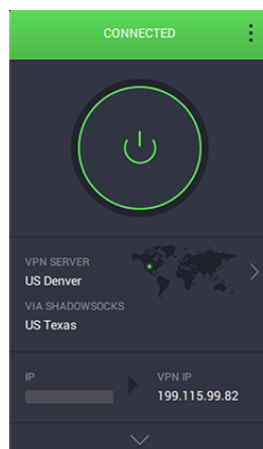 CONNECTED
VPN SERVER
US Denver
VIA SHADOWSOCKS
US Texas
IP
VPN IP
199.115.99.82